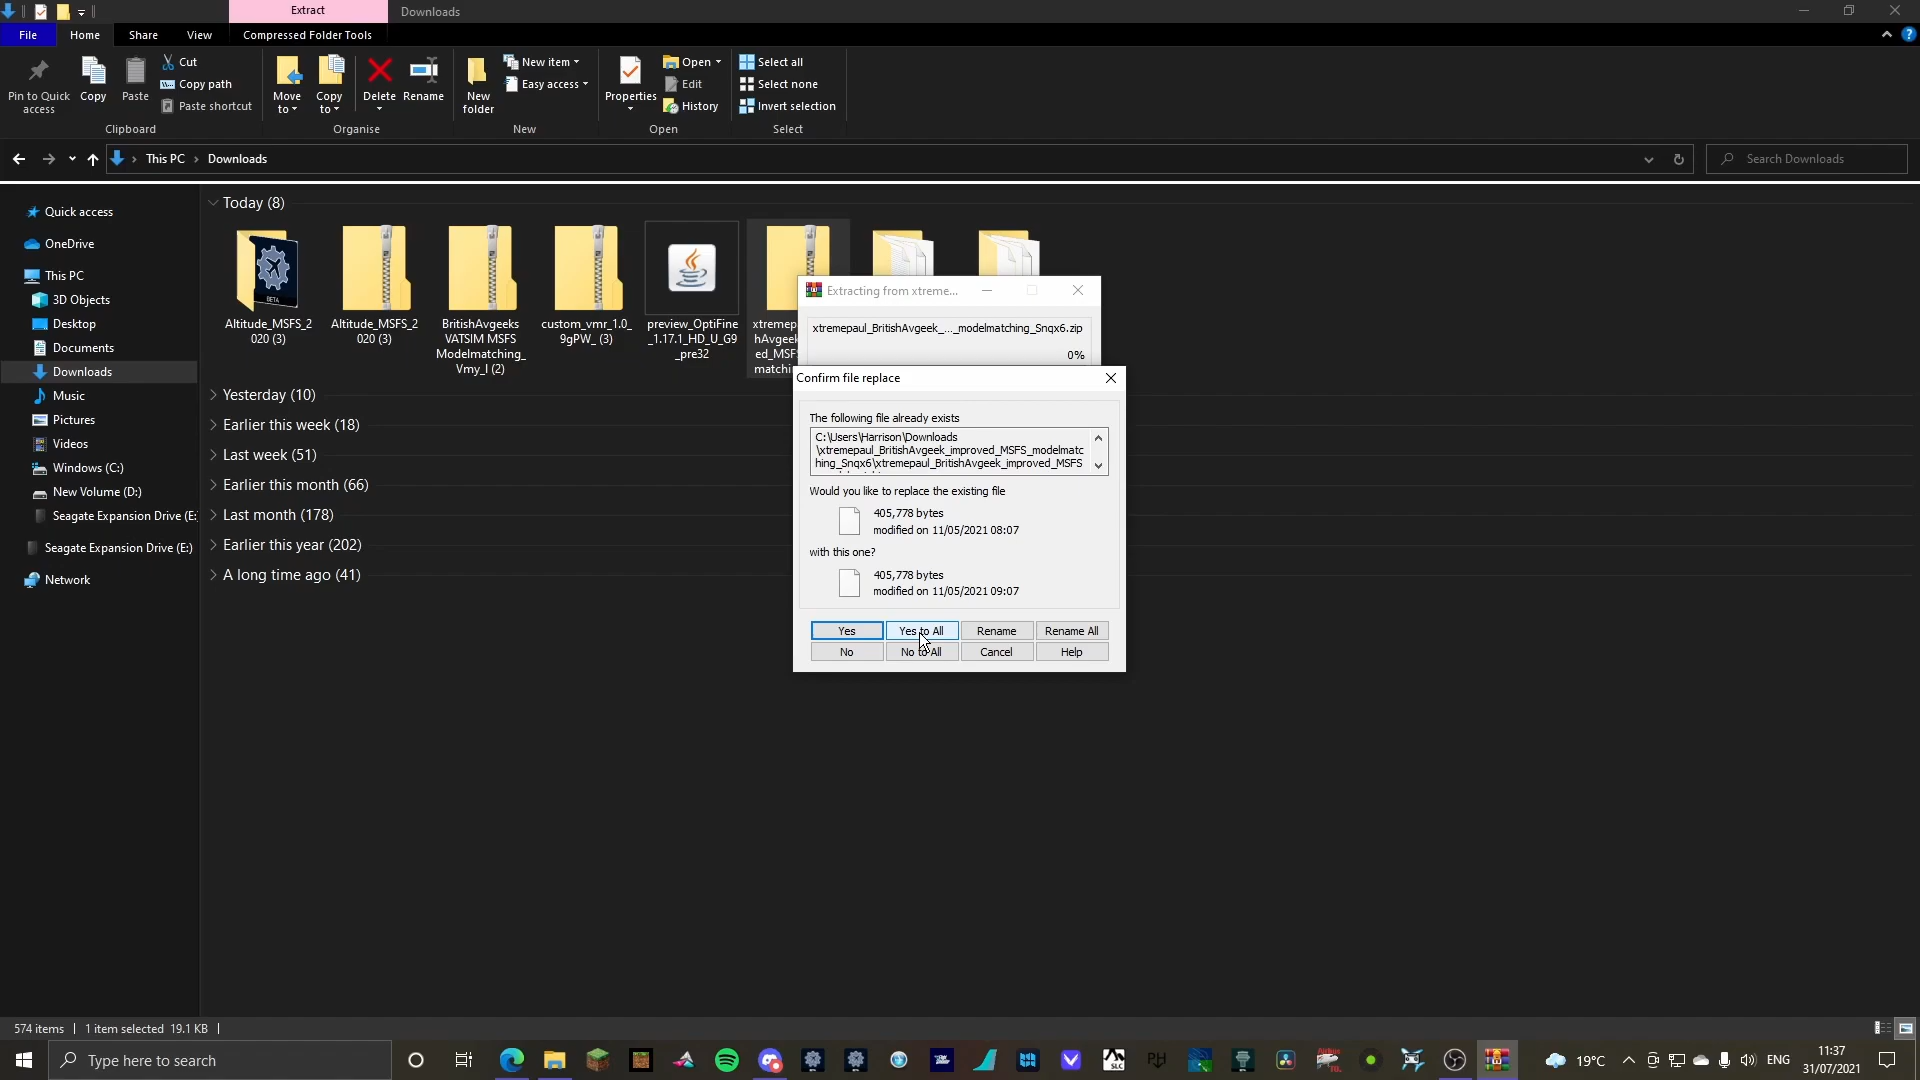 Extract
Downloads
File
Home
Share
View
Compressed Folder Tools
Pin to Quick access
Copy
Paste
Cut
Copy path
Paste shortcut
Move to
Copy to
Delete
Rename
New folder
New item
Easy access
Properties
Open
Edit
History
Select all
Select none
Invert selection
Clipboard
Organise
New
Open
Select
This PC
Downloads
Search Downloads
Quick access
OneDrive
This PC
3D Objects
Desktop
Documents
Downloads
Music
Pictures
Videos
Windows (C:)
New Volume (D:)
Seagate Expansion Drive (E:
Seagate Expansion Drive (E:)
Network
Today (8)
BETA
Altitude_MSFS_2
020 (3)
Altitude_MSFS_2
020 (3)
BritishAvgeeks
VATSIM MSFS
Modelmatching_
Vmy_I (2)
custom_vmr_1.0_
9gPW_ (3)
preview_OptiFine
_1.17.1_HD_U_G9
_pre32
xtremep
hAvgeek
ed_MSF
matchi
Yesterday (10)
Earlier this week (18)
Last week (51)
Earlier this month (66)
Last month (178)
Earlier this year (202)
A long time ago (41)
Extracting from xtreme...
xtremepaul_BritishAvgeek_..._modelmatching_Snqx6.zip
0%
Confirm file replace
The following file already exists
C:\Users\Harrison\Downloads
\xtremepaul_BritishAvgeek_improved_MSFS_modelmatc
hing_Snqx6\xtremepaul_BritishAvgeek_improved_MSFS
Would you like to replace the existing file
405,778 bytes
modified on 11/05/2021 08:07
with this one?
405,778 bytes
modified on 11/05/2021 09:07
Yes
Yes to All
Rename
Rename All
No
No to All
Cancel
Help
574 items
1 item selected 19.1 KB
Type here to search
SLC
19°C
ENG
11:37
31/07/2021